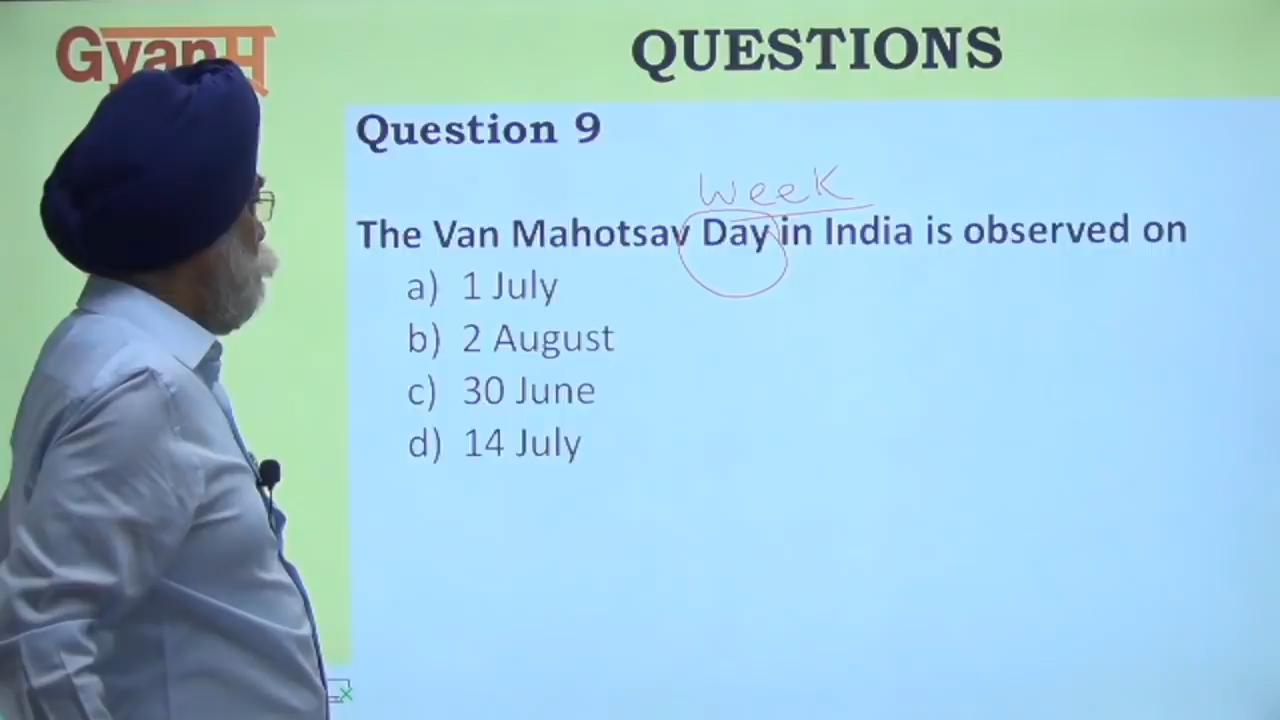 Gyanम
QUESTIONS
Question 9
week
The Van Mahotsav Day in India is observed on
a) 1 July
b) 2 August
c) 30 June
d) 14 July